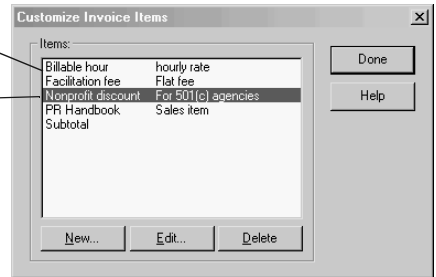 Customize Invoice Items
Items:
Billable hour hourly rate
Facilitation fee Flat fee
Nonprofit discount For 501(c) agencies
PR Handbook Sales item
Subtotal
Done
Help
New... Edit... Delete